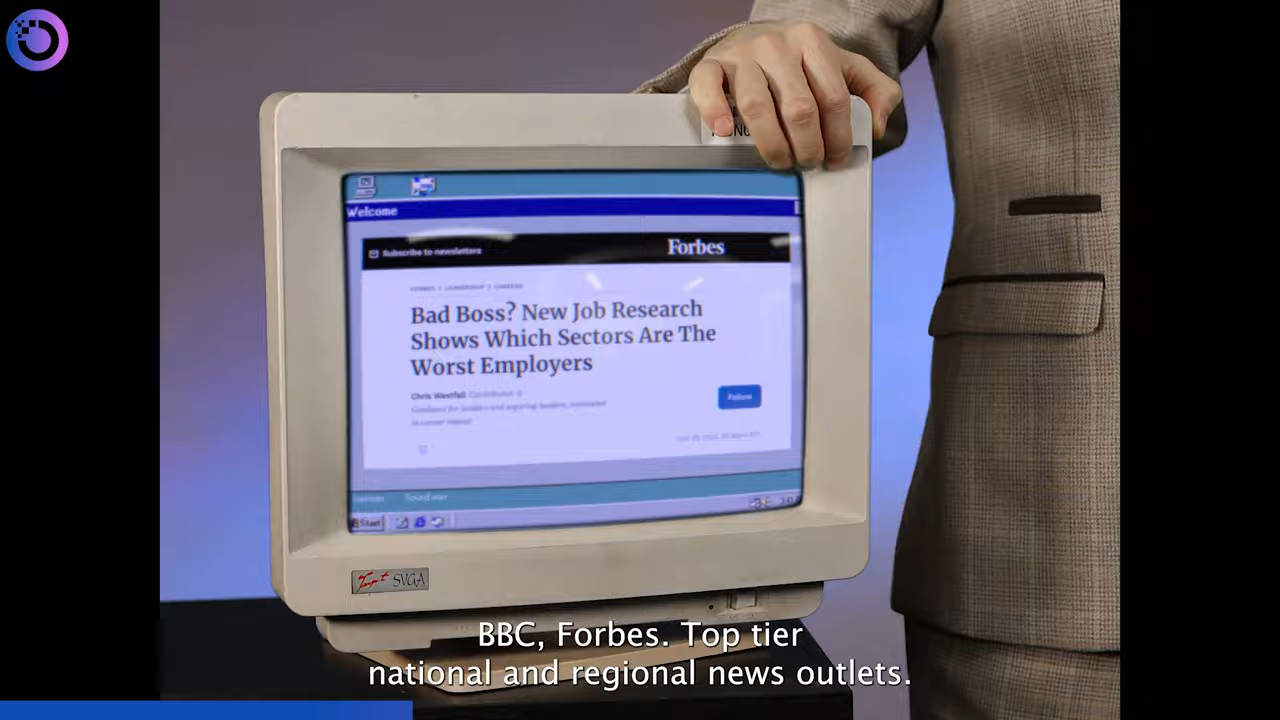 Welcome
Subscribe to newsletters
Forbes
Bad Boss? New Job Research
Shows Which Sectors Are The
Worst Employers
Chris Westfall Contributor
Follow
Start
SVGA
BBC, Forbes. Top tier
national and regional news outlets.